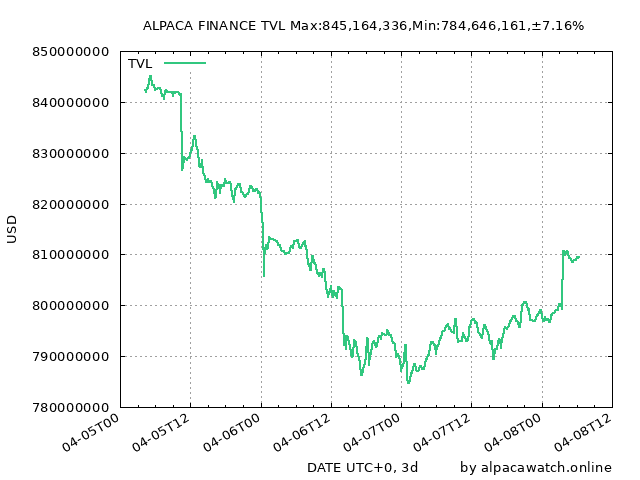 ALPACA FINANCE TVL Max:845,164,336,Min:784,646,161,±7.16%
850000000
TVL
840000000
830000000
820000000
USD
810000000
800000000
790000000
780000000
04-05T00
04-05T12
04-06T00
04-06T12
04-07T00
04-07T12
04-08T00
04-08T12
DATE UTC+0, 3d
by alpacawatch.online